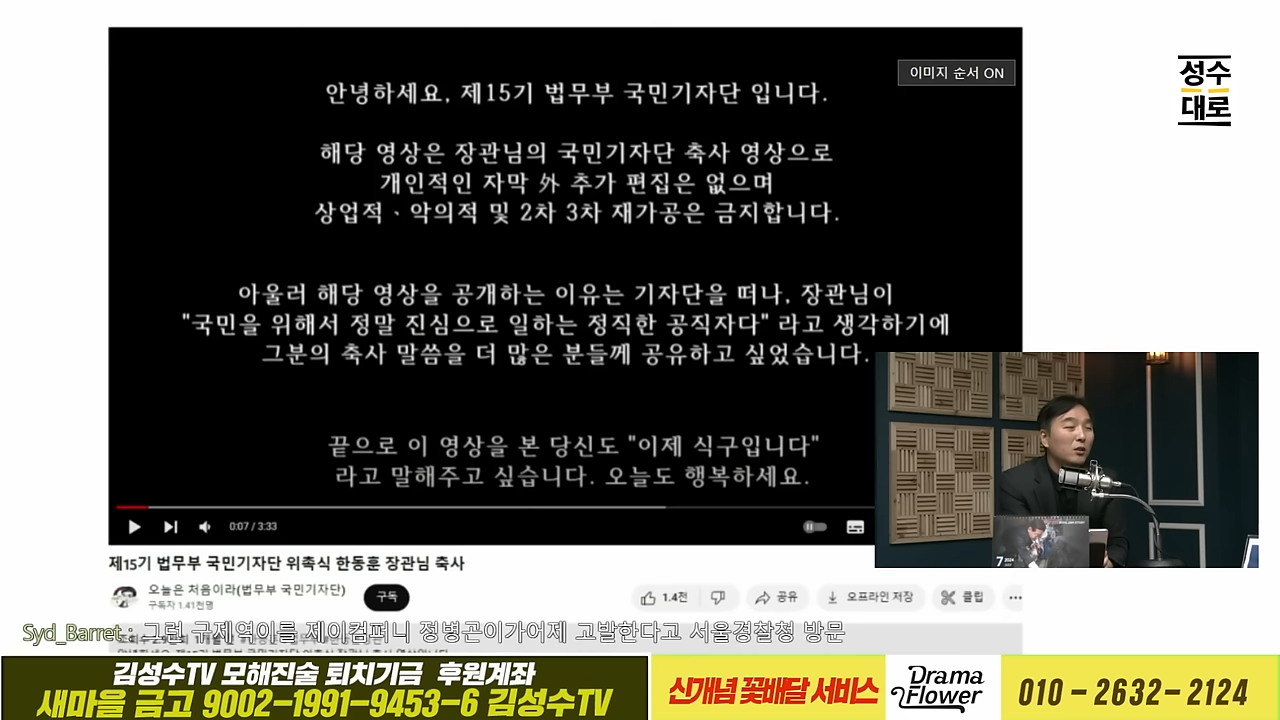 이미지 순서 ON
안녕하세요, 제15기 법무부 국민기자단 입니다.
해당 영상은 장관님의 국민기자단 축사 영상으로
개인적인 자막 外 추가 편집은 없으며
상업적ㆍ악의적 및 2차 3차 재가공은 금지합니다.
아울러 해당 영상을 공개하는 이유는 기자단을 떠나, 장관님이
"국민을 위해서 정말 진심으로 일하는 정직한 공직자다" 라고 생각하기에
그분의 축사 말씀을 더 많은 분들께 공유하고 싶었습니다.
끝으로 이 영상을 본 당신도 "이제 식구입니다"
라고 말해주고 싶습니다. 오늘도 행복하세요.
성수
대로
0:07 / 3:33
제15기 법무부 국민기자단 위촉식 한동훈 장관님 축사
오늘은 처음이라(법무부 국민기자단)
구독자 1.41천명
구독
1.4천
공유
오프라인 저장
클립
7
Syd_Barret : 그런 국제역이를 제이컴퍼니 정병곤이가어제 고발한다고 서울경찰청 방문
김성수TV 모해진술 퇴치기금 후원계좌
새마을 금고 9002-1991-9453-6 김성수TV
신개념 꽃배달 서비스
Drama
Flower
010 - 2632 - 2124